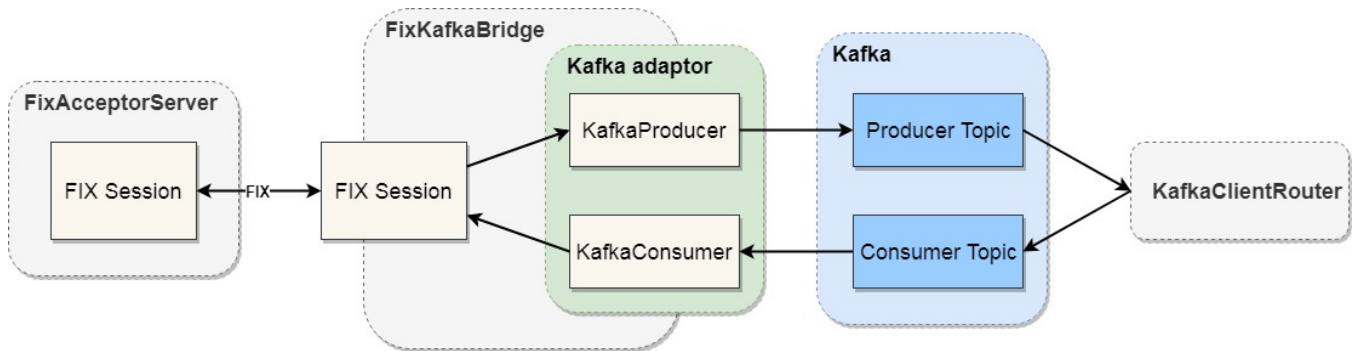 FixKafkaBridge
Kafka adaptor
Kafka
FixAcceptorServer
KafkaProducer
Producer Topic
FIX Session
FIX
FIX Session
KafkaClientRouter
KafkaConsumer
Consumer Topic